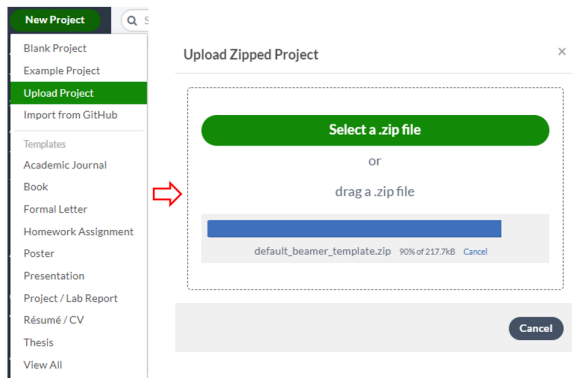 New Project
S
Blank Project
Example Project
Upload Project
Import from GitHub
Templates
Academic Journal
Book
Formal Letter
Homework Assignment
Poster
Presentation
Project / Lab Report
Résumé / CV
Thesis
View All
Upload Zipped Project
×
Select a .zip file
or
drag a .zip file
default_beamer_template.zip 90% of 217.7kB Cancel
Cancel